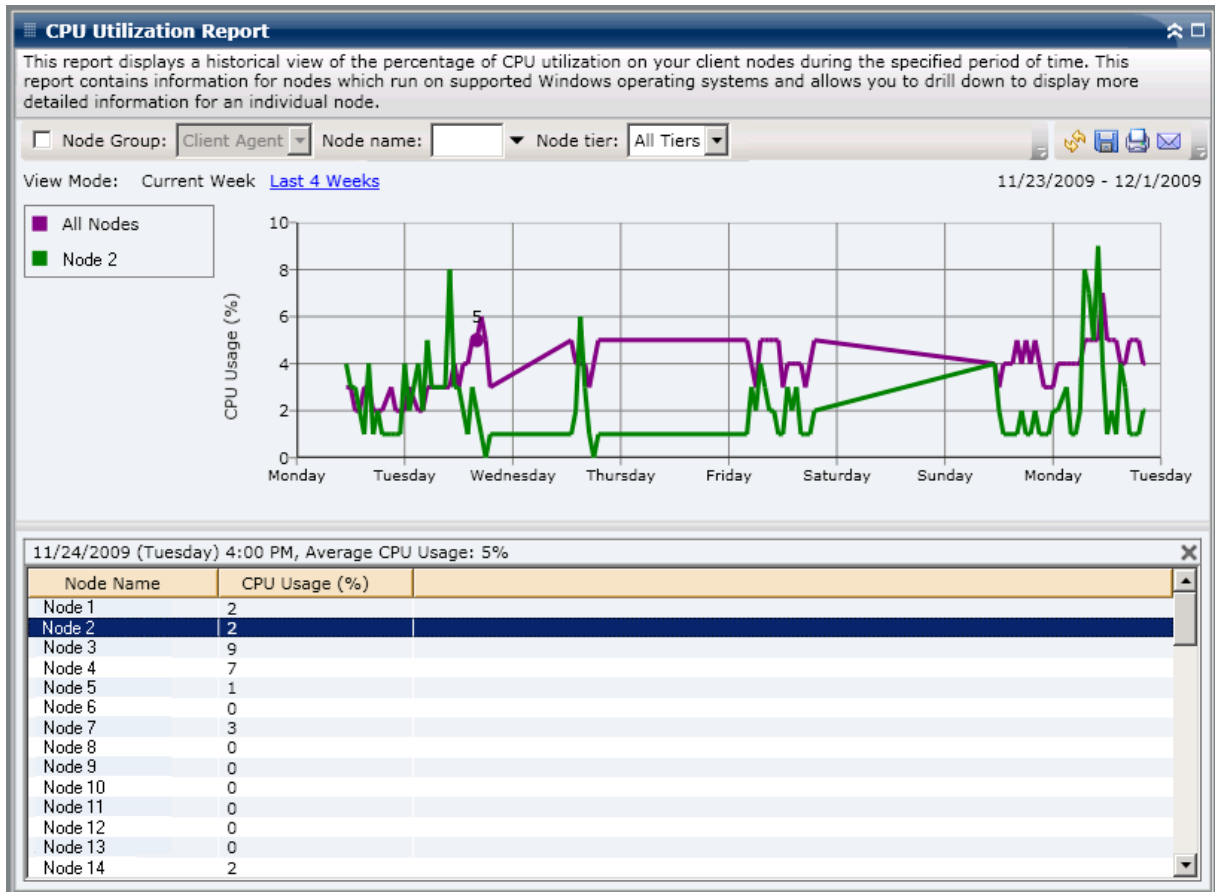 CPU Utilization Report
This report displays a historical view of the percentage of CPU utilization on your client nodes during the specified period of time. This
report contains information for nodes which run on supported Windows operating systems and allows you to drill down to display more
detailed information for an individual node.
Node Group: Client Agent Node name: Node tier: All Tiers
View Mode: Current Week Last 4 Weeks 11/23/2009 - 12/1/2009
All Nodes
Node 2
CPU Usage (%)
10
8
6
4
2
0
5
Monday Tuesday Wednesday Thursday Friday Saturday Sunday Monday Tuesday
11/24/2009 (Tuesday) 4:00 PM, Average CPU Usage: 5%
Node Name CPU Usage (%)
Node 1 2
Node 2 2
Node 3 9
Node 4 7
Node 5 1
Node 6 0
Node 7 3
Node 8 0
Node 9 0
Node 10 0
Node 11 0
Node 12 0
Node 13 0
Node 14 2